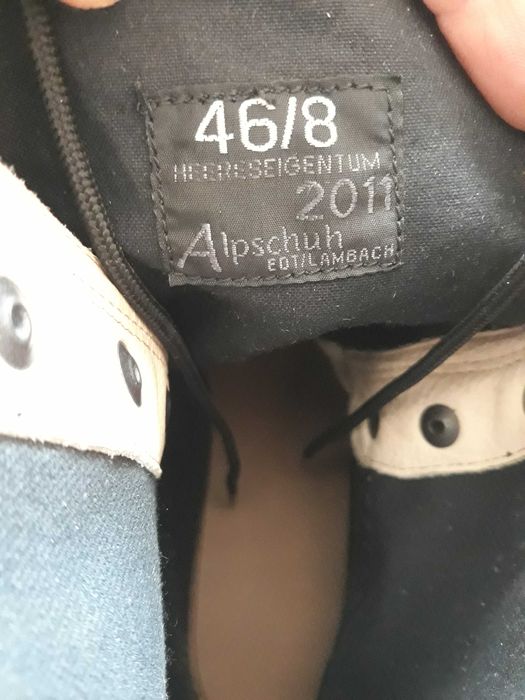 46/8
HEERESEIGENTUM
2011
Alpschuh
EDT/LAMBACH